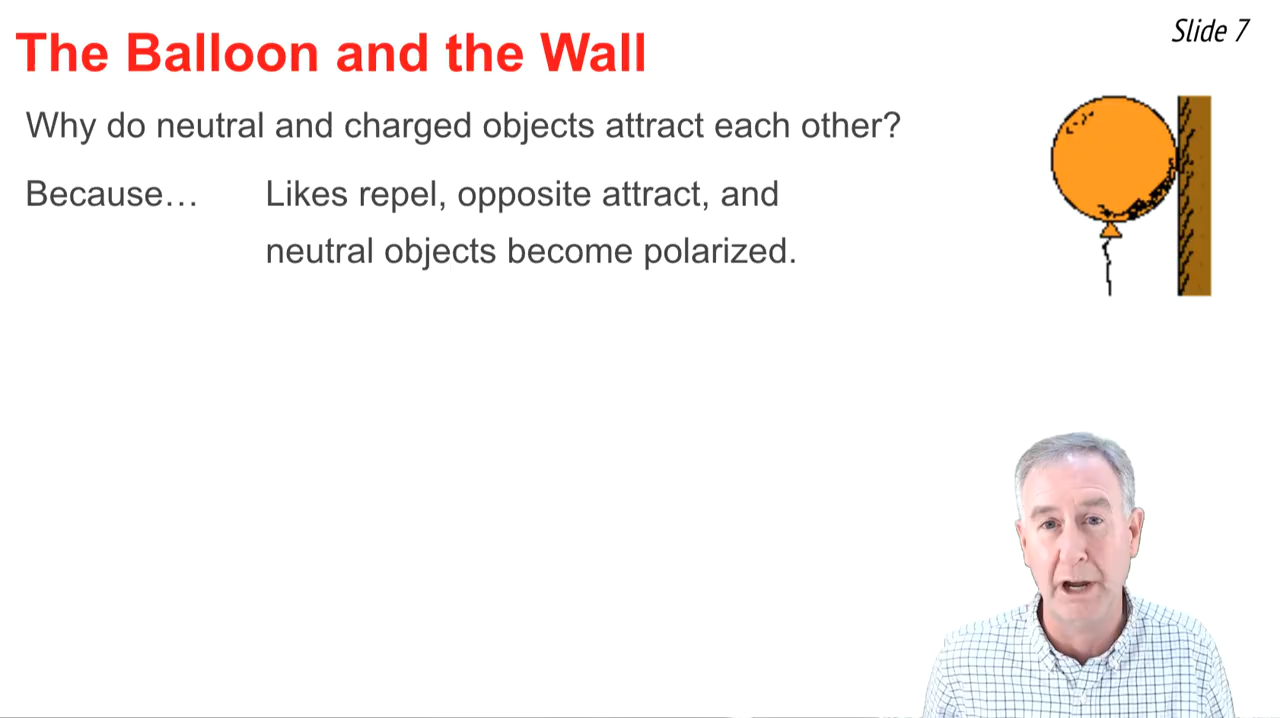 Slide 7
The Balloon and the Wall
Why do neutral and charged objects attract each other?
Because… Likes repel, opposite attract, and
neutral objects become polarized.